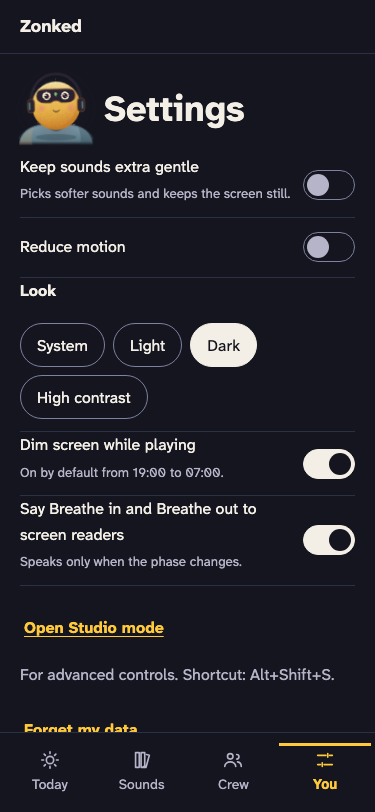 Zonked
Settings
Keep sounds extra gentle
Picks softer sounds and keeps the screen still.
Reduce motion
Look
System
Light
Dark
High contrast
Dim screen while playing
On by default from 19:00 to 07:00.
Say Breathe in and Breathe out to
screen readers
Speaks only when the phase changes.
Open Studio mode
For advanced controls. Shortcut: Alt+Shift+S.
Forget my data
Today
Sounds
Crew
You